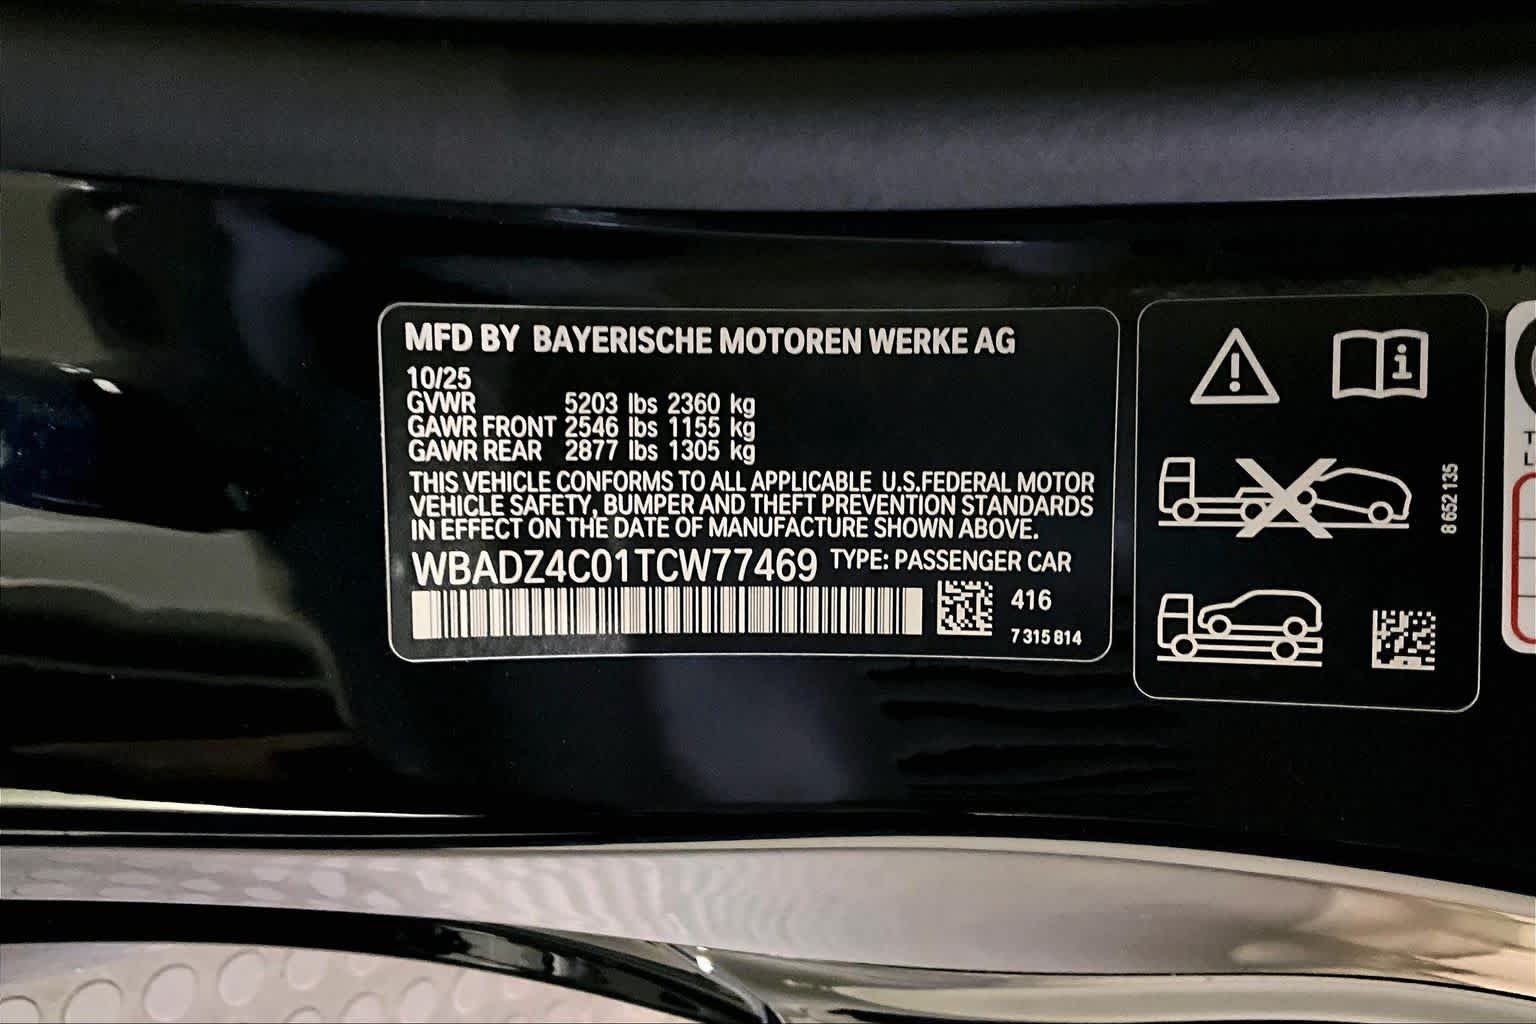 MFD BY BAYERISCHE MOTOREN WERKE AG
10/25
GVWR 5203 lbs 2360 kg
GAWR FRONT 2546 lbs 1155 kg
GAWR REAR 2877 lbs 1305 kg
THIS VEHICLE CONFORMS TO ALL APPLICABLE U.S.FEDERAL MOTOR
VEHICLE SAFETY, BUMPER AND THEFT PREVENTION STANDARDS
IN EFFECT ON THE DATE OF MANUFACTURE SHOWN ABOVE.
WBADZ4C01TCW77469 TYPE: PASSENGER CAR
416
7 315 814
8 652 135